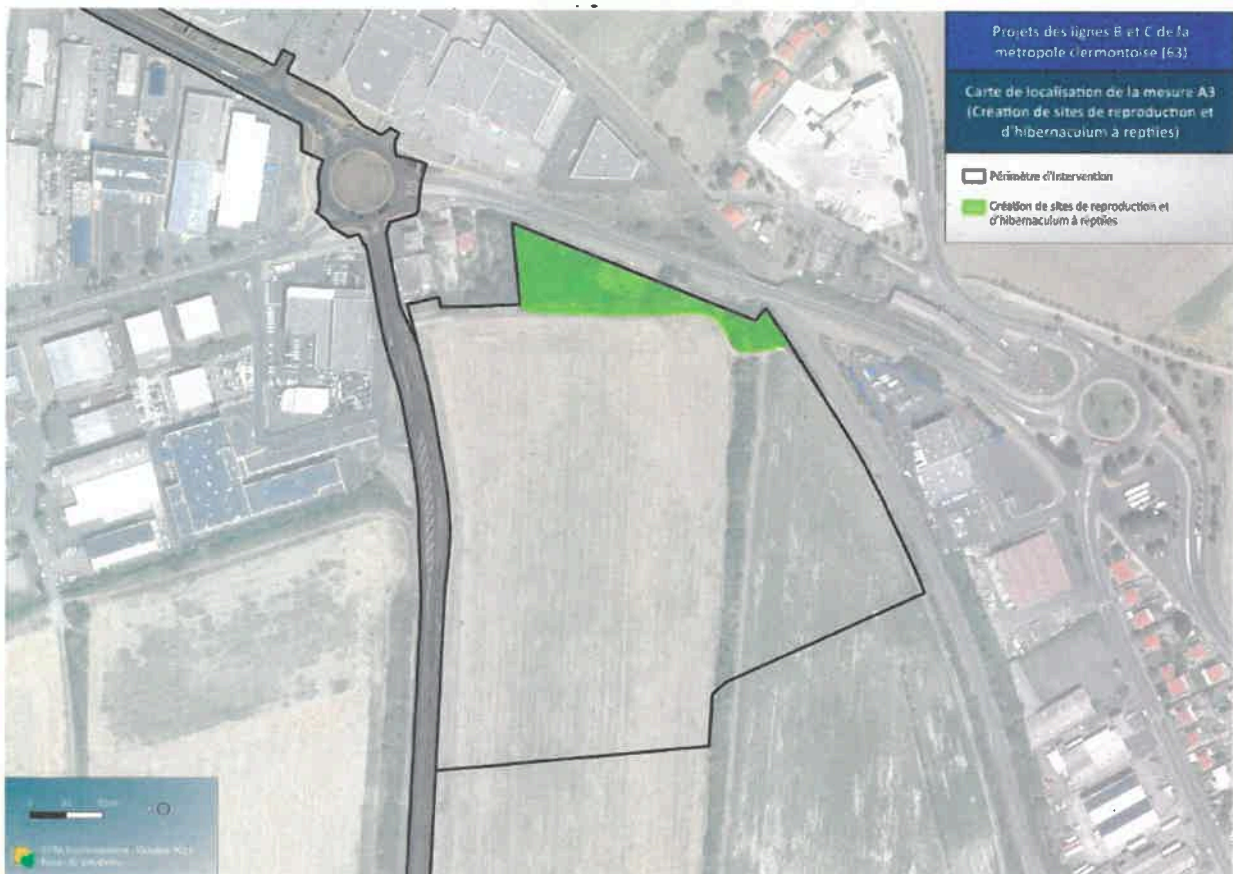 Projets des lignes B et C de la
métropole clermontoise (63)
Carte de localisation de la mesure A3
(Création de sites de reproduction et
d'hibernaculum à reptiles)
Périmètre d'intervention
Création de sites de reproduction et
d'hibernaculum à reptiles